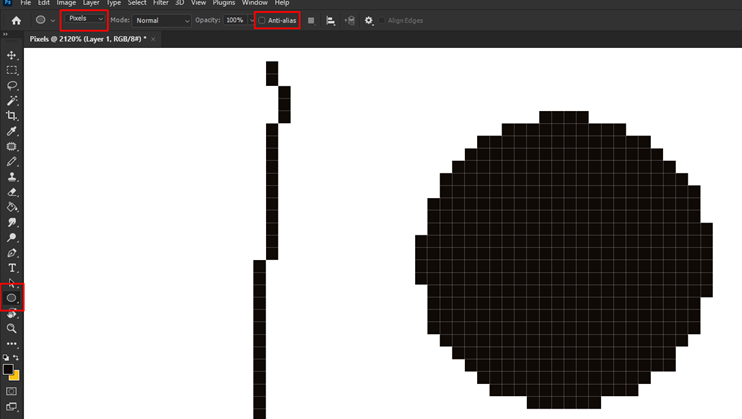 Ps File Edit Image Layer Type Select Filter 3D View Plugins Window Help
Pixels Mode: Normal Opacity: 100% Anti-alias Align Edges
Pixels @ 2120% (Layer 1, RGB/8#) * ×
T